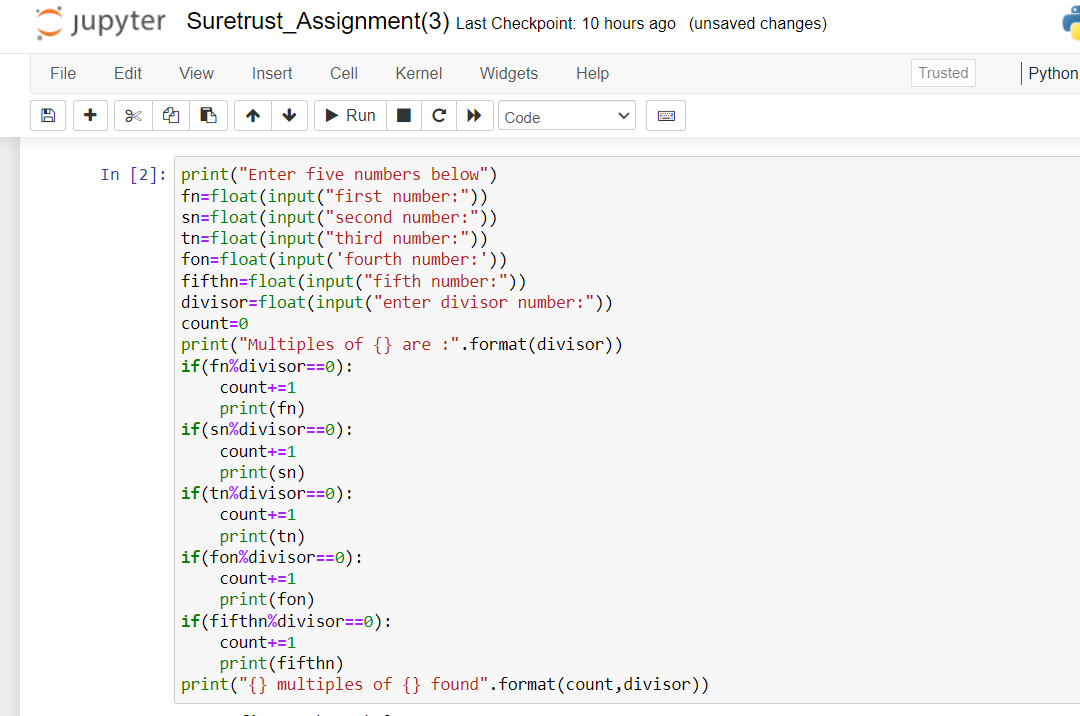 jupyter Suretrust_Assignment(3) Last Checkpoint: 10 hours ago (unsaved changes)
File Edit View Insert Cell Kernel Widgets Help Trusted Python
Run Code
In [2]: print("Enter five numbers below")
fn=float(input("first number:"))
sn=float(input("second number:"))
tn=float(input("third number:"))
fon=float(input('fourth number:'))
fifthn=float(input("fifth number:"))
divisor=float(input("enter divisor number:"))
count=0
print("Multiples of {} are :".format(divisor))
if(fn%divisor==0):
    count+=1
    print(fn)
if(sn%divisor==0):
    count+=1
    print(sn)
if(tn%divisor==0):
    count+=1
    print(tn)
if(fon%divisor==0):
    count+=1
    print(fon)
if(fifthn%divisor==0):
    count+=1
    print(fifthn)
print("{} multiples of {} found".format(count,divisor))